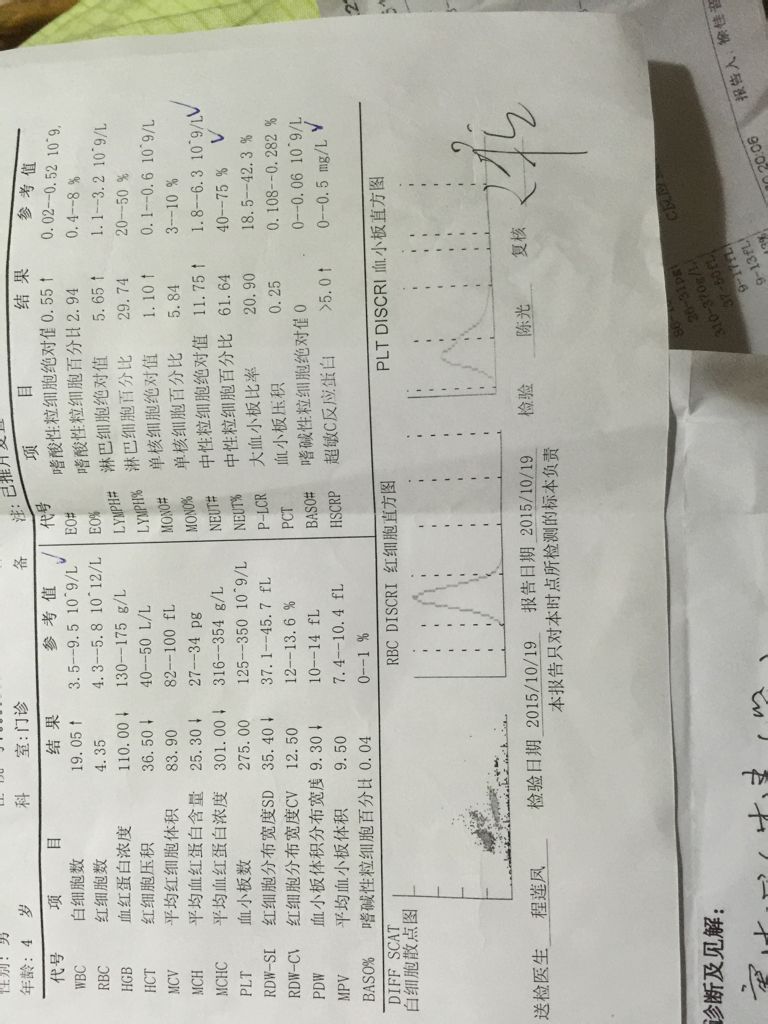 性别: 男
年龄: 4 岁 科 室:门诊 备 注: 已推片复查
代号 项 目 结 果 参 考 值
WBC 白细胞数 19.05↑ 3.5--9.5 10^9/L
RBC 红细胞数 4.35 4.3--5.8 10^12/L
HGB 血红蛋白浓度 110.00↓ 130--175 g/L
HCT 红细胞压积 36.50↓ 40--50 L/L
MCV 平均红细胞体积 83.90 82--100 fL
MCH 平均血红蛋白含量 25.30↓ 27--34 pg
MCHC 平均血红蛋白浓度 301.00↓ 316--354 g/L
PLT 血小板数 275.00 125--350 10^9/L
RDW-SI 红细胞分布宽度SD 35.40↓ 37.1--45.7 fL
RDW-CV 红细胞分布宽度CV 12.50 12--13.6 %
PDW 血小板体积分布宽度 9.30↓ 10--14 fL
MPV 平均血小板体积 9.50 7.4--10.4 fL
BASO% 嗜碱性粒细胞百分比 0.04 0--1 %
代号 项 目 结 果 参 考 值
EO# 嗜酸性粒细胞绝对值 0.55↑ 0.02--0.52 10^9,
EO% 嗜酸性粒细胞百分比 2.94 0.4--8 %
LYMPH# 淋巴细胞绝对值 5.65↑ 1.1--3.2 10^9/L
LYMPH% 淋巴细胞百分比 29.74 20--50 %
MONO# 单核细胞绝对值 1.10↑ 0.1--0.6 10^9/L
MONO% 单核细胞百分比 5.84 3--10 %
NEUT# 中性粒细胞绝对值 11.75↑ 1.8--6.3 10^9/L
NEUT% 中性粒细胞百分比 61.64 40--75 %
P-LCR 大血小板比率 20.90 18.5--42.3 %
PCT 血小板压积 0.25 0.108--0.282 %
BASO# 嗜碱性粒细胞绝对值 0 0--0.06 10^9/L
HSCRP 超敏C反应蛋白 >5.0↑ 0--0.5 mg/L
DIFF SCAT
白细胞散点图
RBC DISCRI 红细胞直方图
PLT DISCRI 血小板直方图
送检医生 程莲凤 检验日期 2015/10/19 报告日期 2015/10/19 检验 陈光 复核
本报告只对本时点所检测的标本负责
诊断及见解:
26-31pg
310-370g/L
37-50fL
9-17fL
9-13fL
43%
20:06 报告人: 徐佳